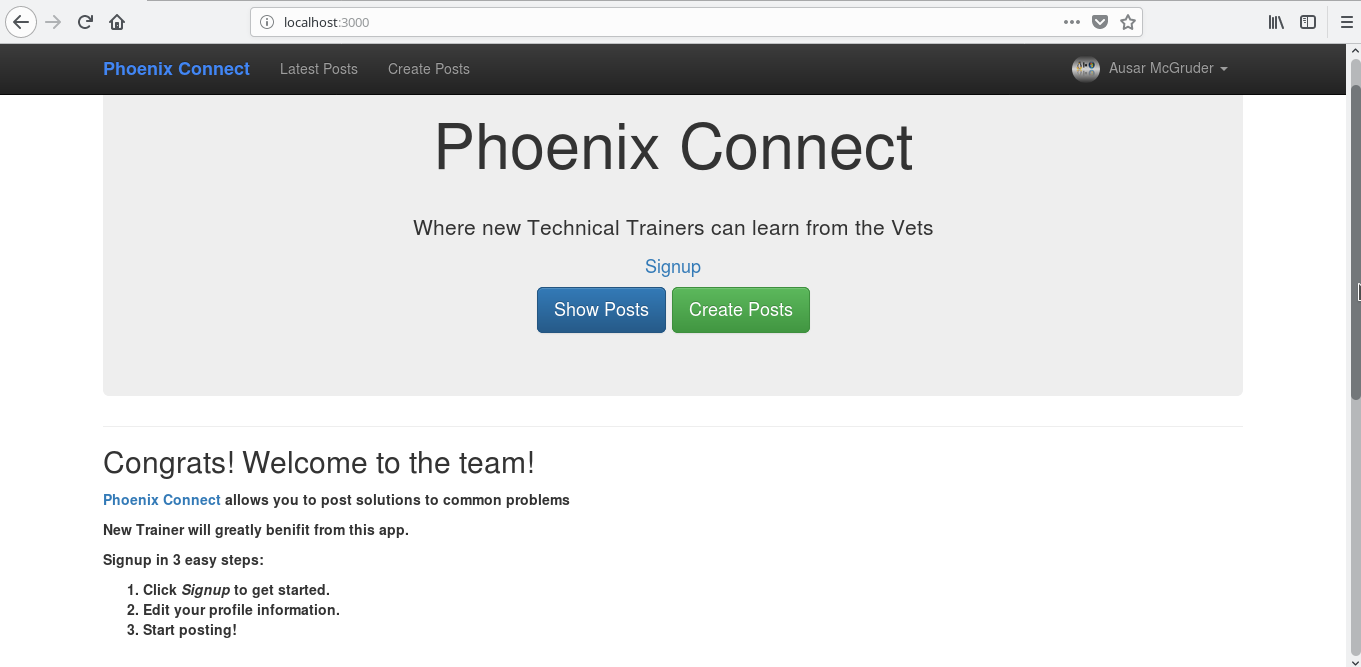 localhost:3000
Phoenix Connect Latest Posts Create Posts Ausar McGruder
Phoenix Connect
Where new Technical Trainers can learn from the Vets
Signup
Show Posts Create Posts
Congrats! Welcome to the team!
Phoenix Connect allows you to post solutions to common problems
New Trainer will greatly benifit from this app.
Signup in 3 easy steps:
1. Click Signup to get started.
2. Edit your profile information.
3. Start posting!